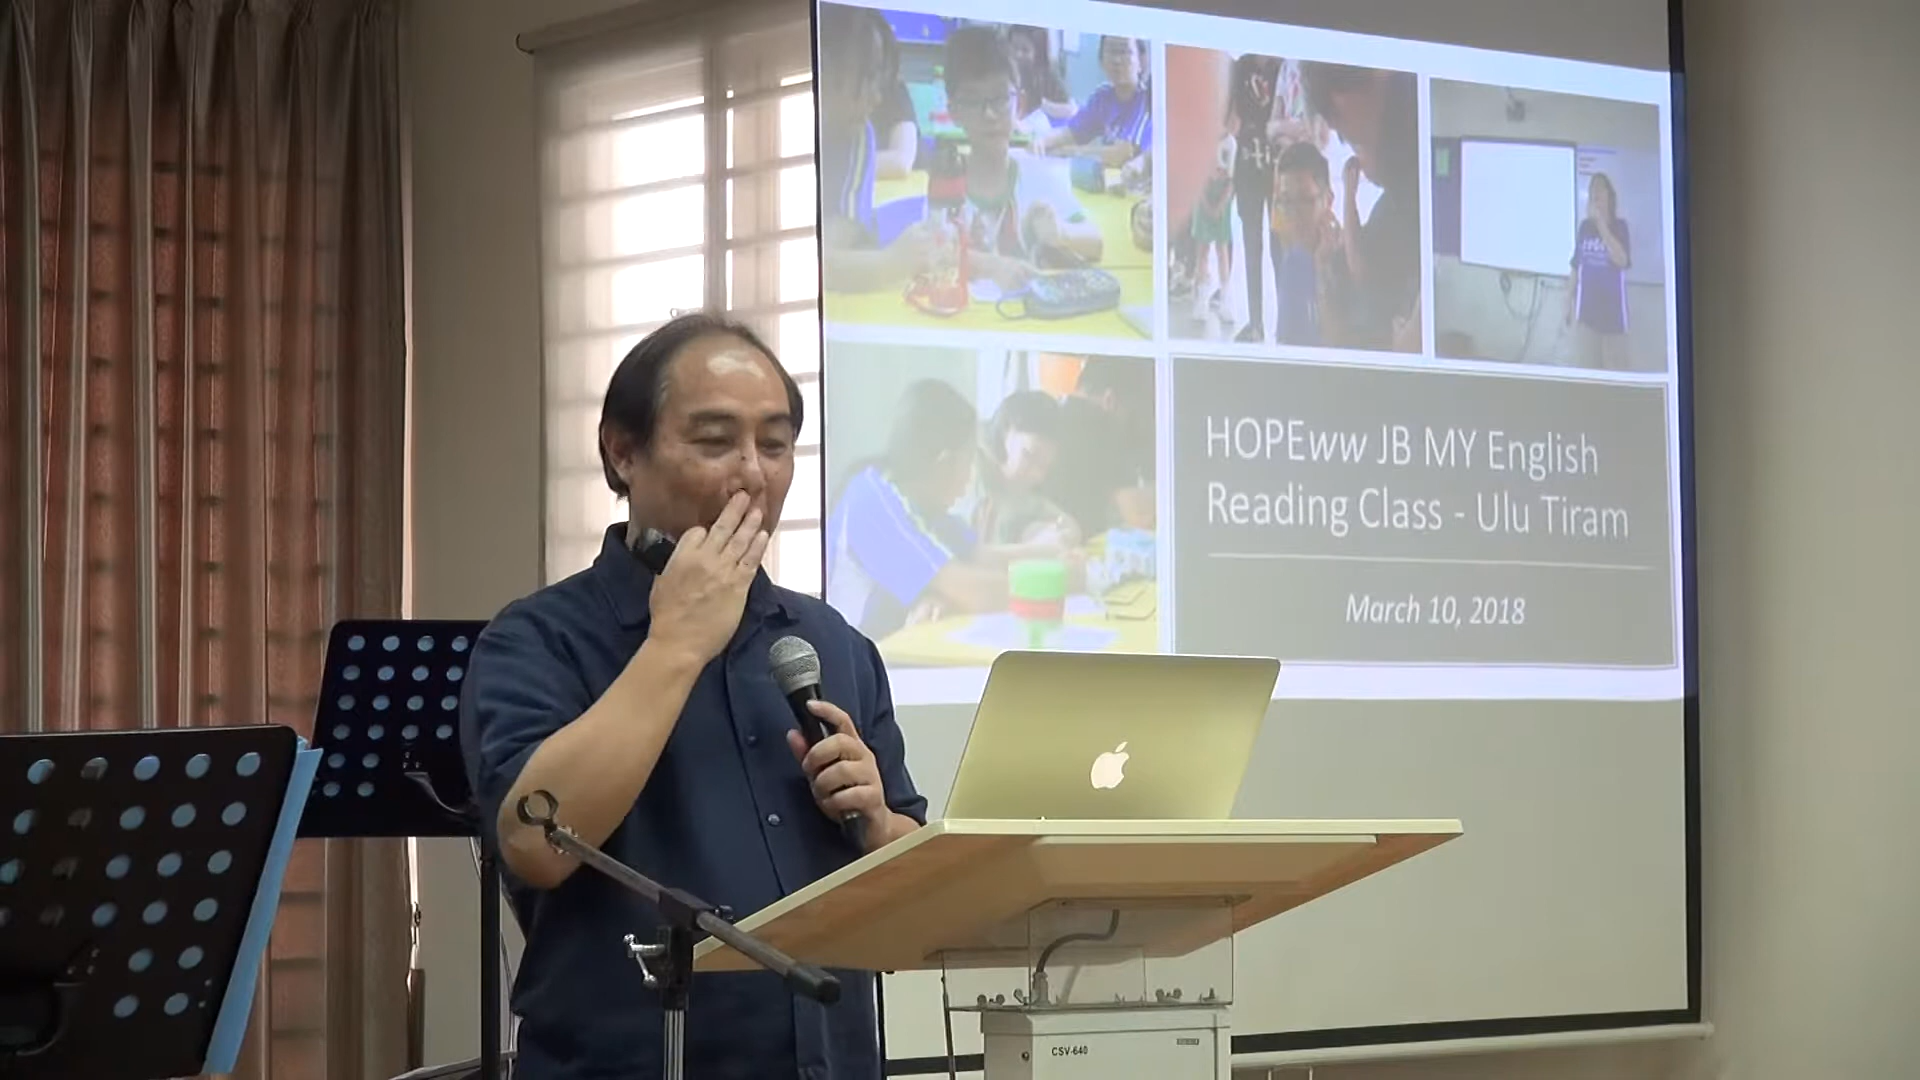 HOPEww JB MY English
Reading Class - Ulu Tiram
March 10, 2018
CSV-640